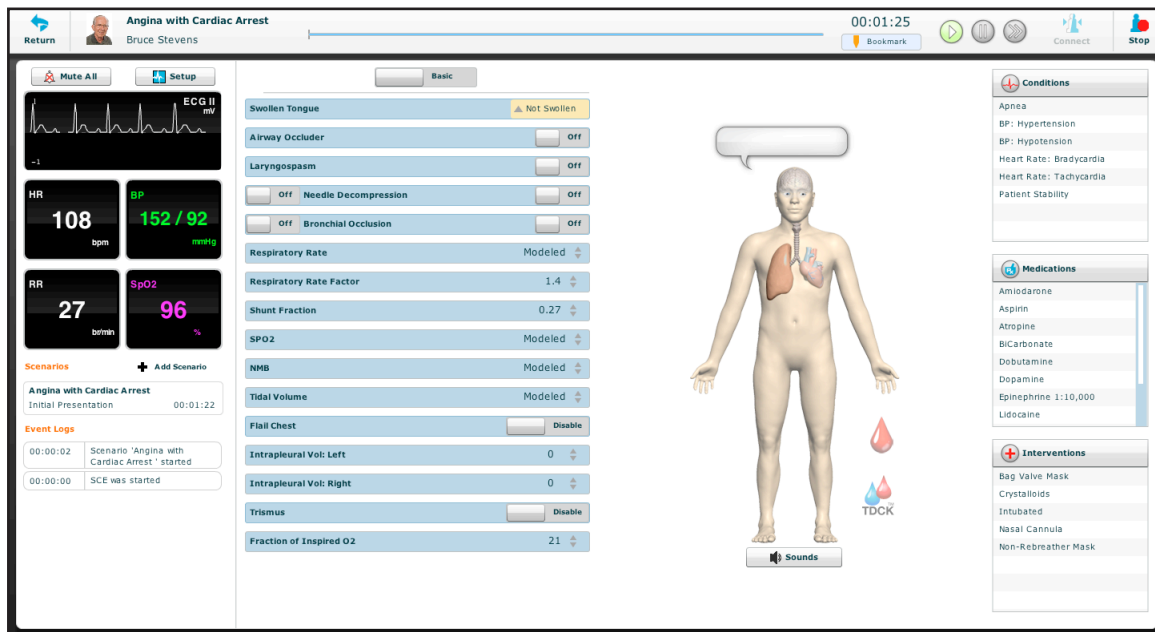 Return
Angina with Cardiac Arrest
Bruce Stevens
00:01:25
Bookmark
Connect
Stop
Mute All
Setup
ECG II
mV
1
-1
HR
108
bpm
BP
152 / 92
mmHg
RR
27
br/min
SpO2
96
%
Scenarios
Add Scenario
Angina with Cardiac Arrest
Initial Presentation 00:01:22
Event Logs
00:00:02 Scenario 'Angina with
Cardiac Arrest ' started
00:00:00 SCE was started
Basic
Swollen Tongue Not Swollen
Airway Occluder Off
Laryngospasm Off
Off Needle Decompression Off
Off Bronchial Occlusion Off
Respiratory Rate Modeled
Respiratory Rate Factor 1.4
Shunt Fraction 0.27
SPO2 Modeled
NMB Modeled
Tidal Volume Modeled
Flail Chest Disable
Intrapleural Vol: Left 0
Intrapleural Vol: Right 0
Trismus Disable
Fraction of Inspired O2 21
TDCK
Sounds
Conditions
Apnea
BP: Hypertension
BP: Hypotension
Heart Rate: Bradycardia
Heart Rate: Tachycardia
Patient Stability
Medications
Amiodarone
Aspirin
Atropine
BiCarbonate
Dobutamine
Dopamine
Epinephrine 1:10,000
Lidocaine
Interventions
Bag Valve Mask
Crystalloids
Intubated
Nasal Cannula
Non-Rebreather Mask